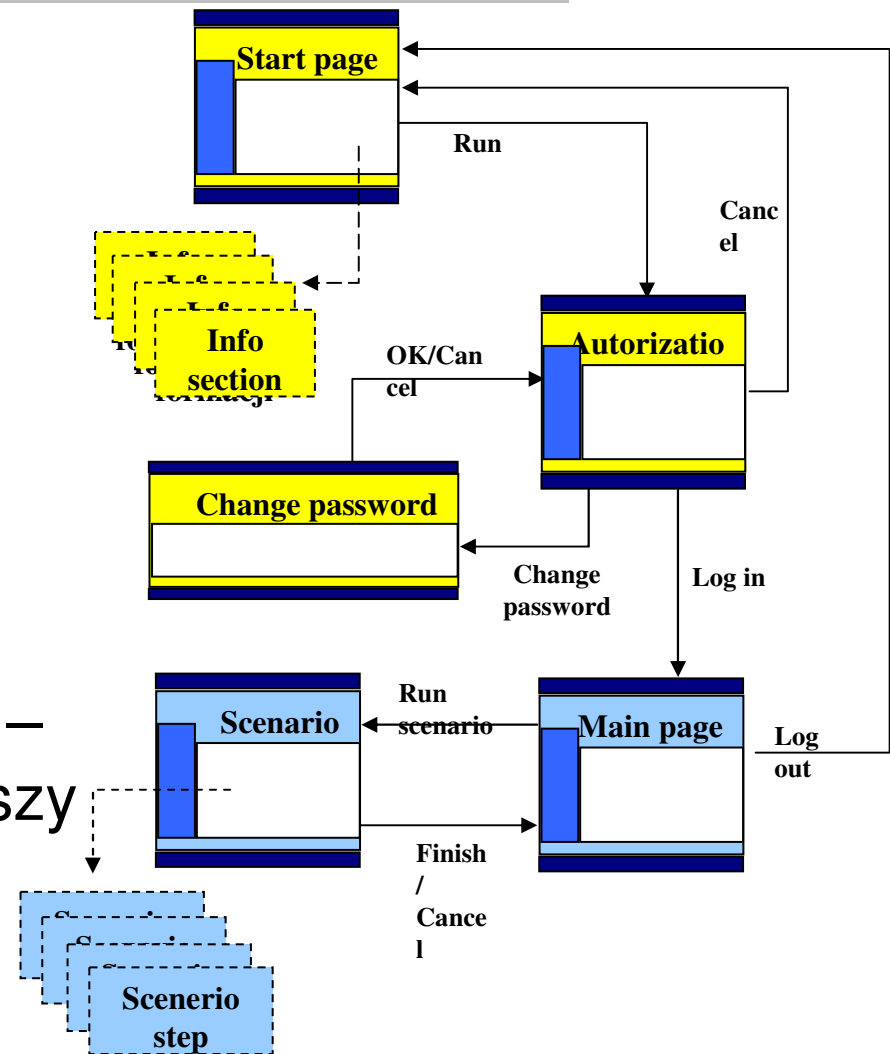 Start page
Run
Canc
el
Info
section
OK/Can
cel
Autorizatio
Change password
Change
password
Log in
–
szy
Scenario
Run
scenario
Main page
Log
out
Finish
/
Cance
l
Scenerio
step